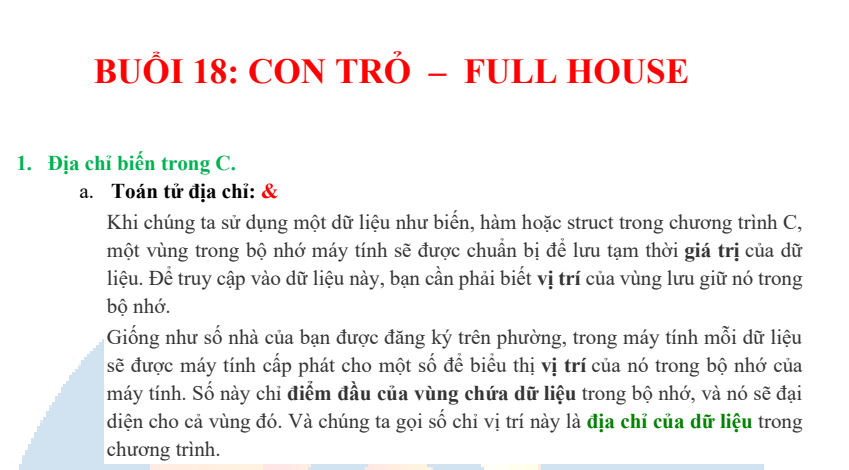 BUỔI 18: CON TRỎ – FULL HOUSE
1. Địa chỉ biến trong C.
a. Toán tử địa chỉ: &
Khi chúng ta sử dụng một dữ liệu như biến, hàm hoặc struct trong chương trình C,
một vùng trong bộ nhớ máy tính sẽ được chuẩn bị để lưu tạm thời giá trị của dữ
liệu. Để truy cập vào dữ liệu này, bạn cần phải biết vị trí của vùng lưu giữ nó trong
bộ nhớ.
Giống như số nhà của bạn được đăng ký trên phường, trong máy tính mỗi dữ liệu
sẽ được máy tính cấp phát cho một số để biểu thị vị trí của nó trong bộ nhớ của
máy tính. Số này chỉ điểm đầu của vùng chứa dữ liệu trong bộ nhớ, và nó sẽ đại
diện cho cả vùng đó. Và chúng ta gọi số chỉ vị trí này là địa chỉ của dữ liệu trong
chương trình.